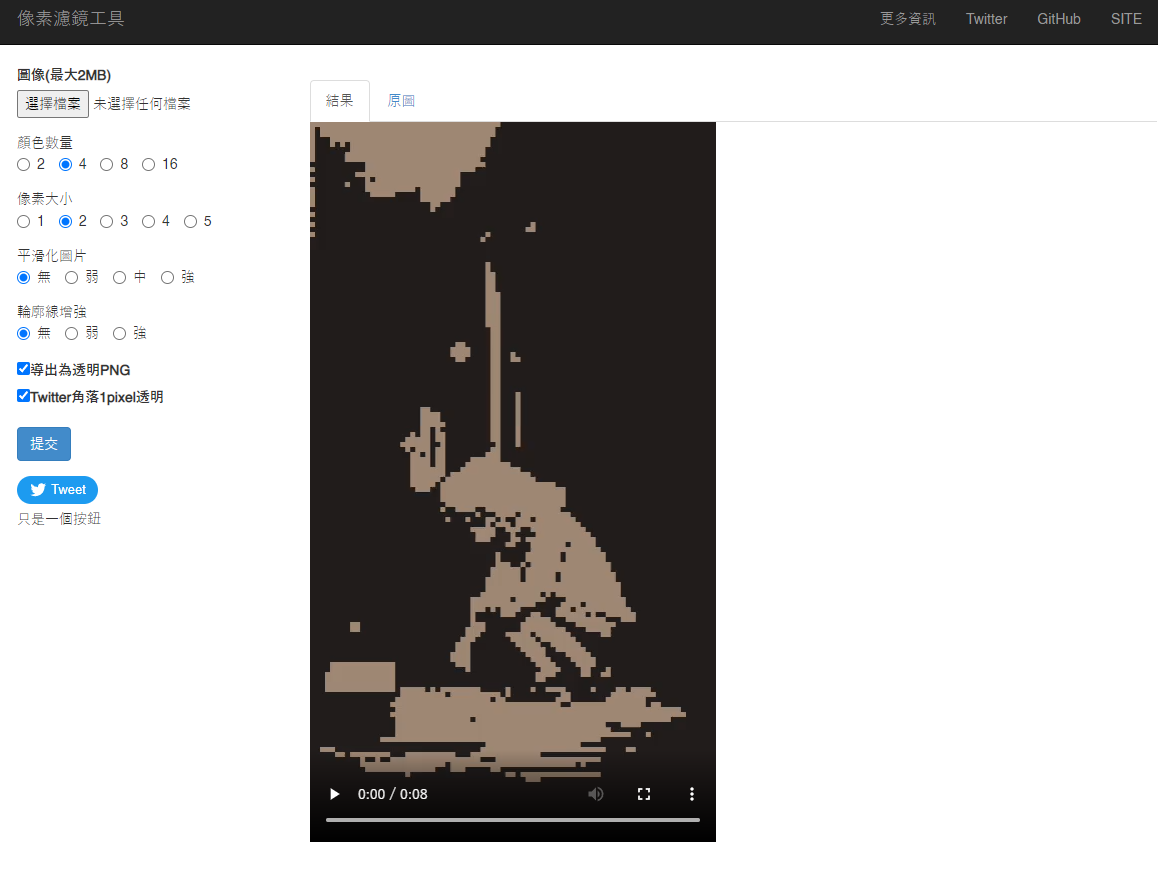 像素濾鏡工具 更多資訊 Twitter GitHub SITE
圖像(最大2MB)
選擇檔案 未選擇任何檔案
結果 原圖
顏色數量
2 4 8 16
像素大小
1 2 3 4 5
平滑化圖片
無 弱 中 強
輪廓線增強
無 弱 強
導出為透明PNG
Twitter角落1pixel透明
提交
Tweet
只是一個按鈕
0:00 / 0:08